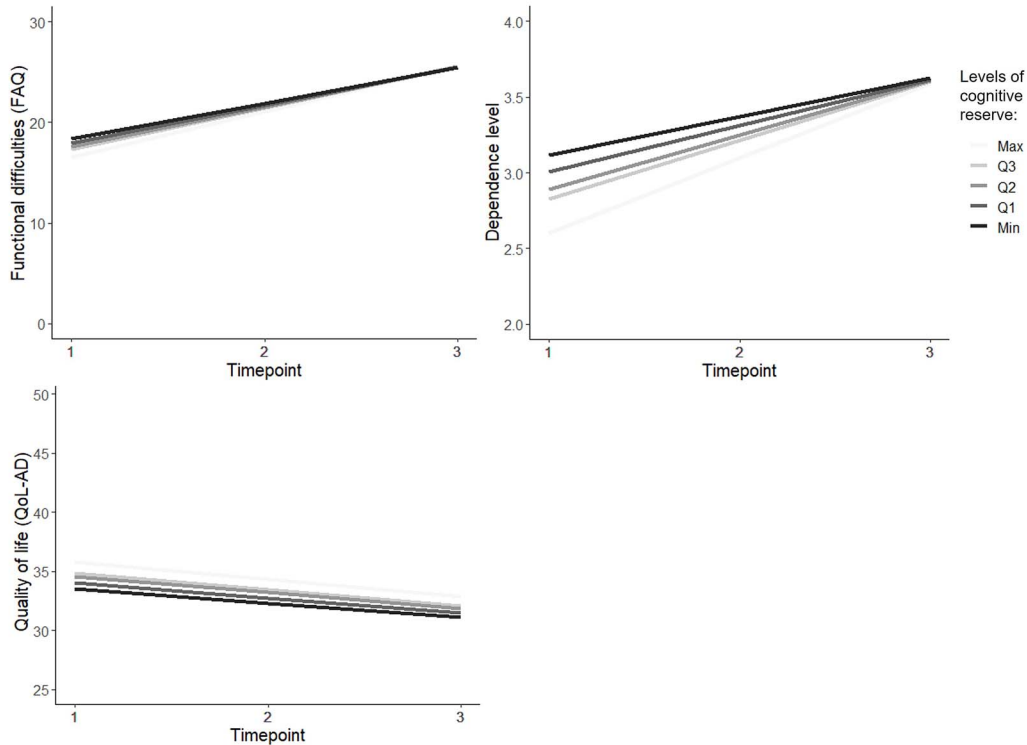 Functional difficulties (FAQ)
30
20
10
0
1
2
3
Timepoint
Dependence level
4.0
3.5
3.0
2.5
2.0
1
2
3
Timepoint
Levels of
cognitive
reserve:
Max
Q3
Q2
Q1
Min
Quality of life (QoL-AD)
50
45
40
35
30
25
1
2
3
Timepoint